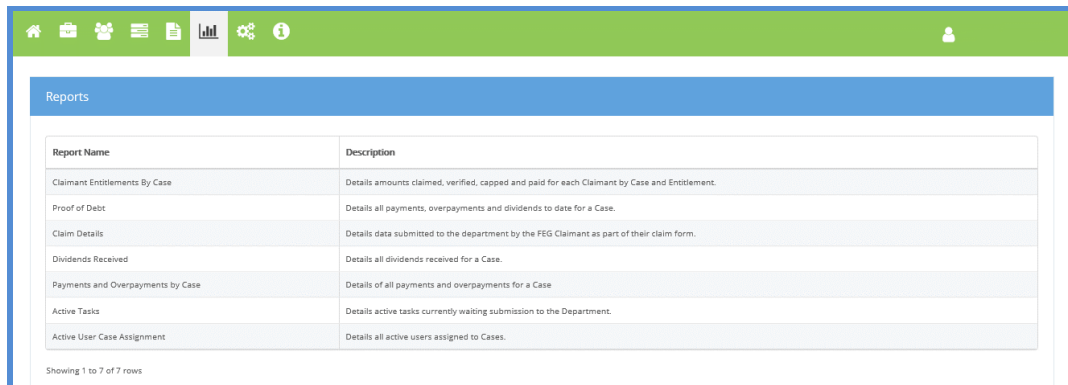 Reports
Report Name Description
Claimant Entitlements By Case Details amounts claimed, verified, capped and paid for each Claimant by Case and Entitlement.
Proof of Debt Details all payments, overpayments and dividends to date for a Case.
Claim Details Details data submitted to the department by the FEG Claimant as part of their claim form.
Dividends Received Details all dividends received for a Case.
Payments and Overpayments by Case Details of all payments and overpayments for a Case
Active Tasks Details active tasks currently waiting submission to the Department.
Active User Case Assignment Details all active users assigned to Cases.
Showing 1 to 7 of 7 rows